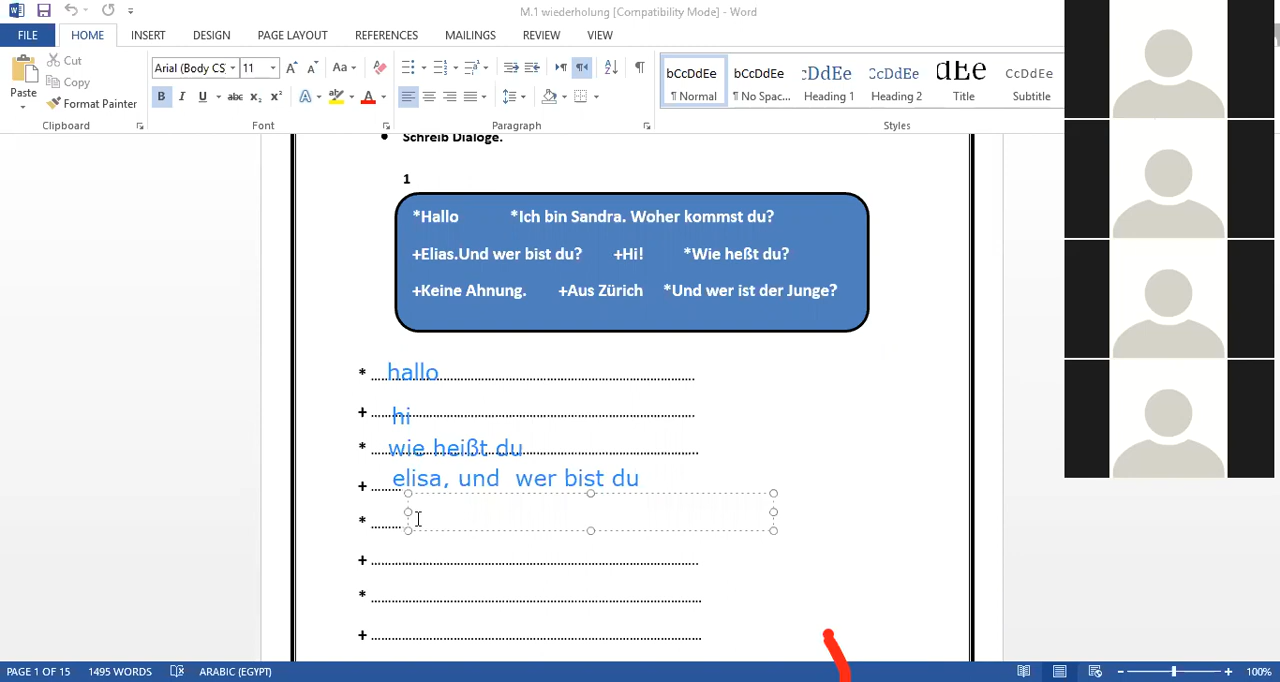 M.1 wiederholung [Compatibility Mode] - Word
FILE HOME INSERT DESIGN PAGE LAYOUT REFERENCES MAILINGS REVIEW VIEW
Paste Cut Copy Format Painter
Arial (Body CS) 11 Aa
B I U abc X₂ X² A A
¶ Normal ¶ No Spac... Heading 1 Heading 2 Title Subtitle
Clipboard Font Paragraph Styles
• Schreib Dialoge.
1
*Hallo *Ich bin Sandra. Woher kommst du?
+Elias.Und wer bist du? +Hi! *Wie heßt du?
+Keine Ahnung. +Aus Zürich *Und wer ist der Junge?
* hallo
+ hi
* wie heißt du
+ elisa, und wer bist du
*
+
*
+
PAGE 1 OF 15 1495 WORDS ARABIC (EGYPT) 100%